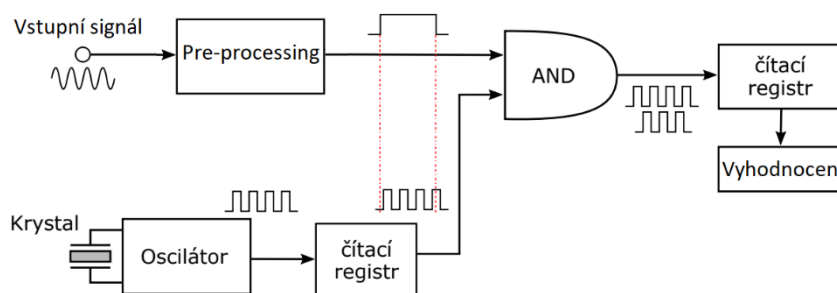 Vstupní signál
Pre-processing
AND
čítací
registr
Vyhodnocen
Krystal
Oscilátor
čítací
registr